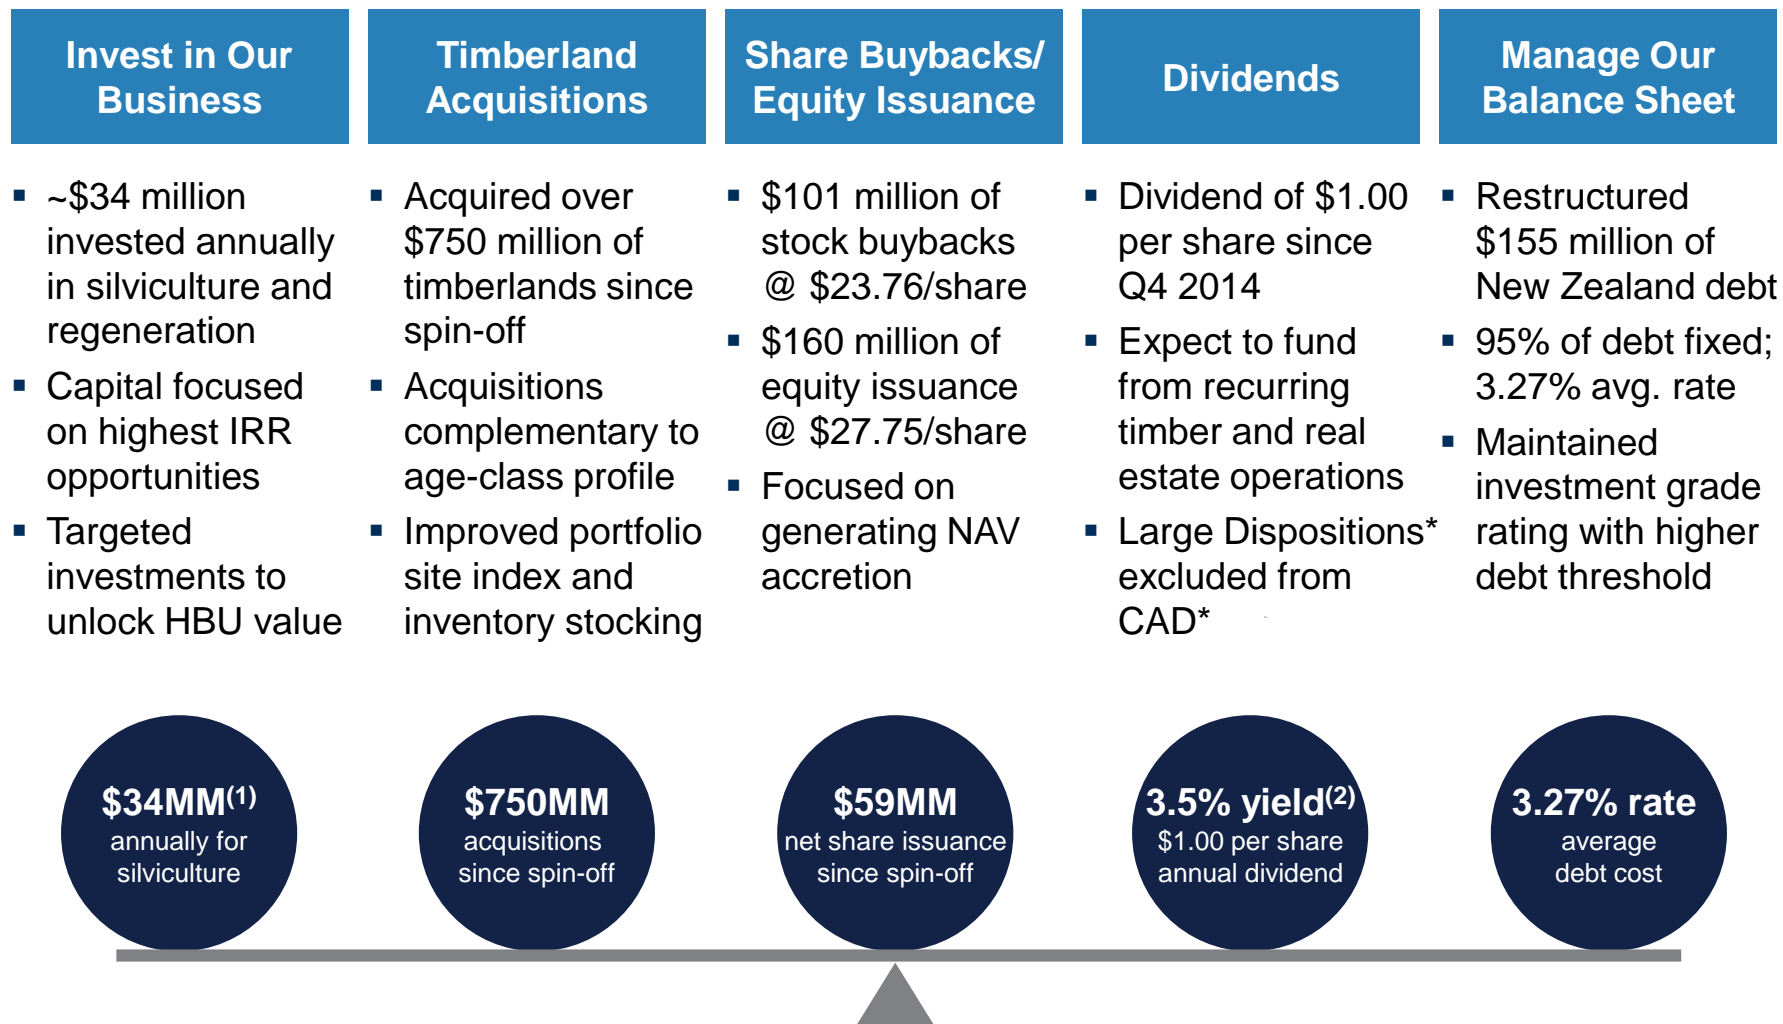 Invest in Our
Business
▪ ~$34 million
invested annually
in silviculture and
regeneration
▪ Capital focused
on highest IRR
opportunities
▪ Targeted
investments to
unlock HBU value
Timberland
Acquisitions
▪ Acquired over
$750 million of
timberlands since
spin-off
▪ Acquisitions
complementary to
age-class profile
▪ Improved portfolio
site index and
inventory stocking
Share Buybacks/
Equity Issuance
▪ $101 million of
stock buybacks
@ $23.76/share
▪ $160 million of
equity issuance
@ $27.75/share
▪ Focused on
generating NAV
accretion
Dividends
▪ Dividend of $1.00
per share since
Q4 2014
▪ Expect to fund
from recurring
timber and real
estate operations
▪ Large Dispositions*
excluded from
CAD*
Manage Our
Balance Sheet
▪ Restructured
$155 million of
New Zealand debt
▪ 95% of debt fixed;
3.27% avg. rate
▪ Maintained
investment grade
rating with higher
debt threshold
$34MM(1)
annually for
silviculture
$750MM
acquisitions
since spin-off
$59MM
net share issuance
since spin-off
3.5% yield(2)
$1.00 per share
annual dividend
3.27% rate
average
debt cost